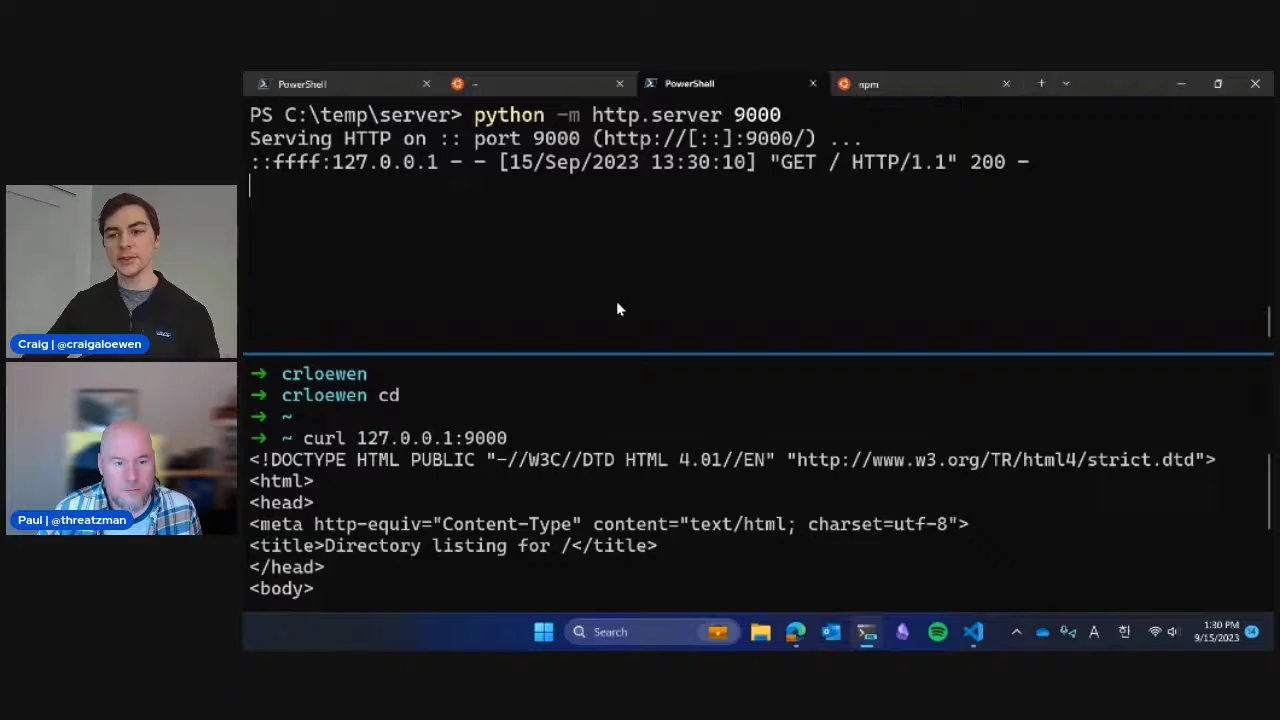 PowerShell
~
PowerShell
npm
PS C:\temp\server> python -m http.server 9000
Serving HTTP on :: port 9000 (http://[::]:9000/) ...
::ffff:127.0.0.1 - - [15/Sep/2023 13:30:10] "GET / HTTP/1.1" 200 -
Craig | @craigaloewen
Paul | @threatzman
→ crloewen
→ crloewen cd
→ ~
→ ~ curl 127.0.0.1:9000
<!DOCTYPE HTML PUBLIC "-//W3C//DTD HTML 4.01//EN" "http://www.w3.org/TR/html4/strict.dtd">
<html>
<head>
<meta http-equiv="Content-Type" content="text/html; charset=utf-8">
<title>Directory listing for /</title>
</head>
<body>
Search
A
한
1:30 PM
9/15/2023